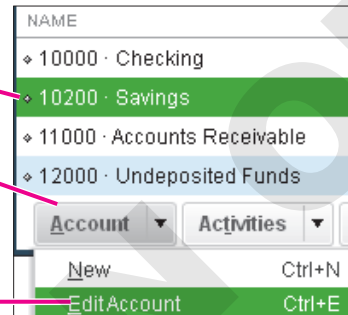 NAME
10000 · Checking
10200 · Savings
11000 · Accounts Receivable
12000 · Undeposited Funds
Account Activities
New Ctrl+N
Edit Account Ctrl+E